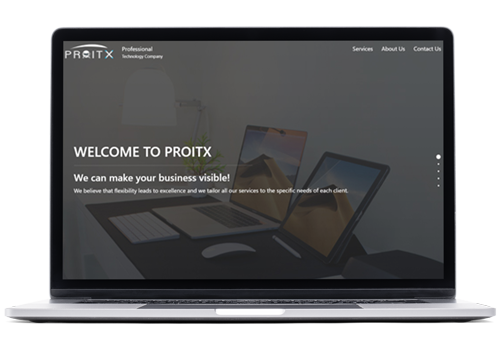 PROITX
Professional
Technology Company
Services
About Us
Contact Us
WELCOME TO PROITX
We can make your business visible!
We believe that flexibility leads to excellence and we tailor all our services to the specific needs of each client.